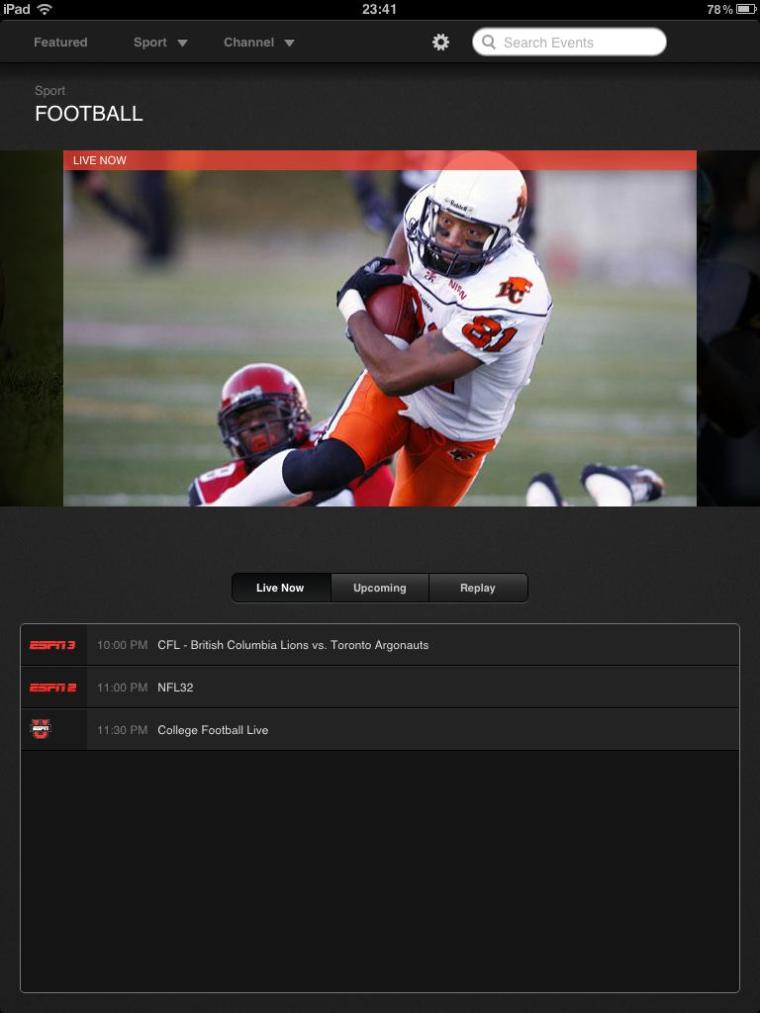 iPad 23:41 78%
Featured Sport Channel Search Events
Sport
FOOTBALL
LIVE NOW
Riddell
BC
81
Live Now Upcoming Replay
ESPN3 10:00 PM CFL - British Columbia Lions vs. Toronto Argonauts
ESPN2 11:00 PM NFL32
ESPN U 11:30 PM College Football Live